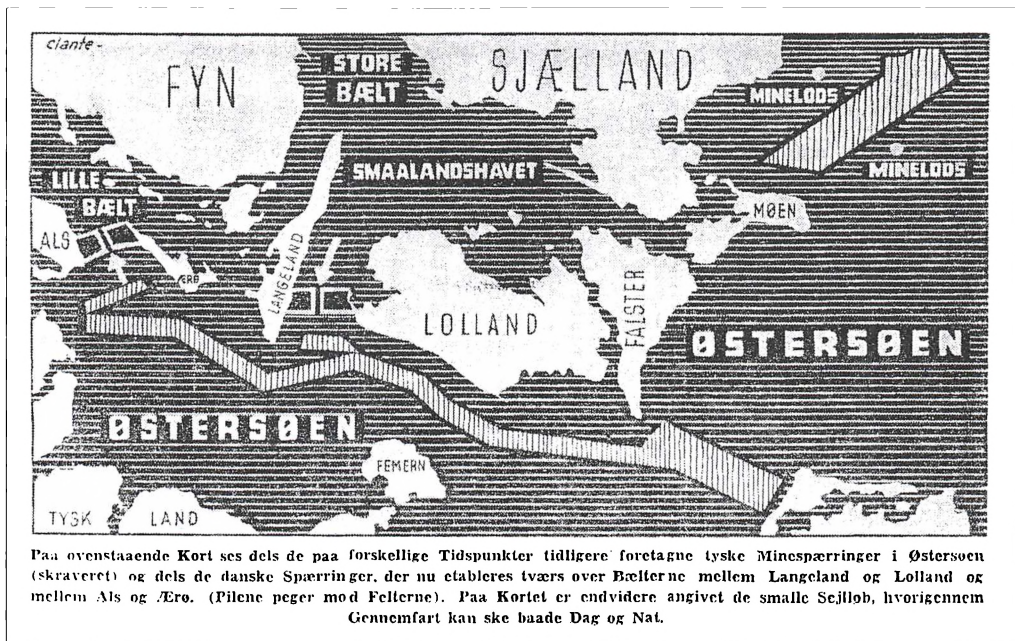 clante-
FYN
STORE
BÆLT
SJÆLLAND
MINELODS
MINELODS
LILLE
BÆLT
SMAALANDSHAVET
MØEN
ALS
ÆRØ
LANGELAND
LOLLAND
FALSTER
ØSTERSØEN
ØSTERSØEN
FEMERN
TYSK LAND
Paa ovenstaaende Kort ses dels de paa forskellige Tidspunkter tidligere foretagne tyske Minespærringer i Østersøen
(skraveret) og dels de danske Spærringer, der nu etableres tværs over Bælterne mellem Langeland og Lolland og
mellem Als og Ærø. (Pilene peger mod Felterne). Paa Kortet er endvidere angivet de smalle Sejlløb, hvorigennem
Gennemfart kan ske baade Dag og Nat.